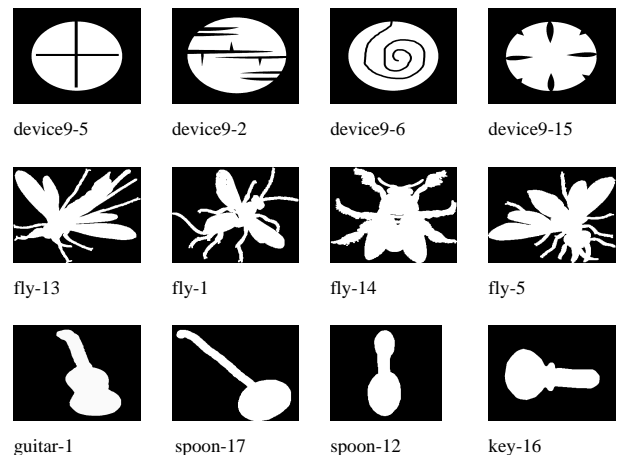 device9-5 device9-2 device9-6 device9-15
fly-13 fly-1 fly-14 fly-5
guitar-1 spoon-17 spoon-12 key-16